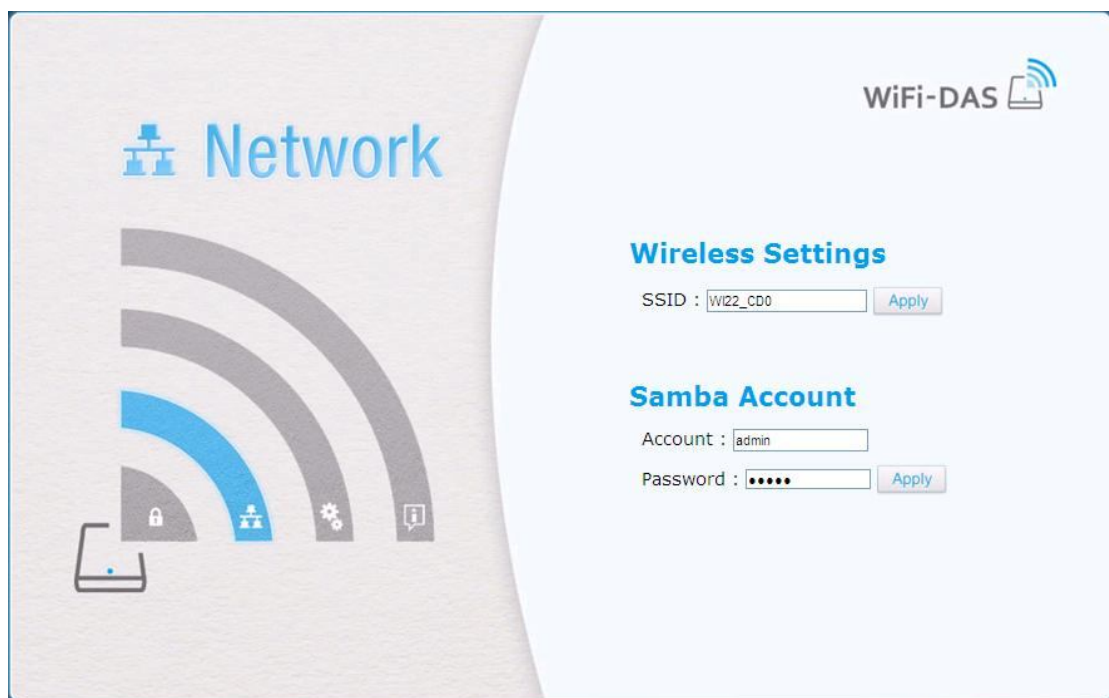 WiFi-DAS
Network
Wireless Settings
SSID : WI22_CD0 Apply
Samba Account
Account : admin
Password : ••••• Apply